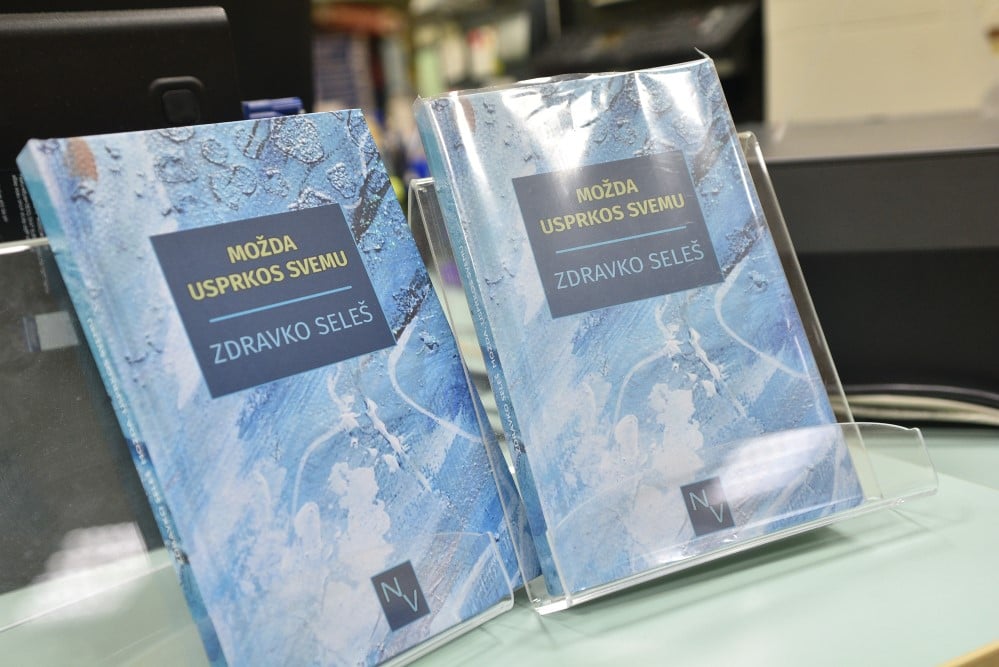 MOŽDA
USPRKOS SVEMU
ZDRAVKO SELEŠ
NV
MOŽDA
USPRKOS SVEMU
ZDRAVKO SELEŠ
NV